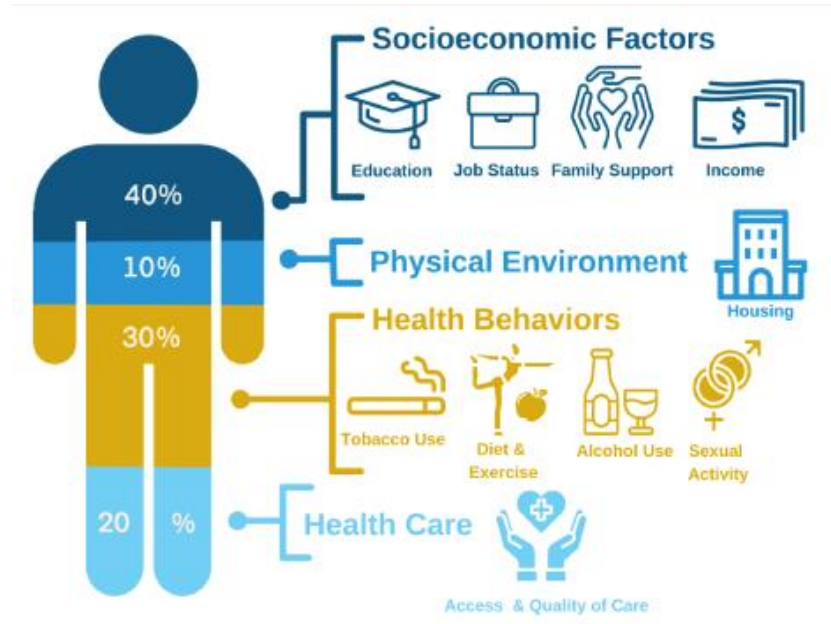 Socioeconomic Factors
Education Job Status Family Support Income
40%
10%
Physical Environment
Housing
30%
Health Behaviors
Tobacco Use
Diet &
Exercise
Alcohol Use
Sexual
Activity
20 %
Health Care
Access & Quality of Care
$